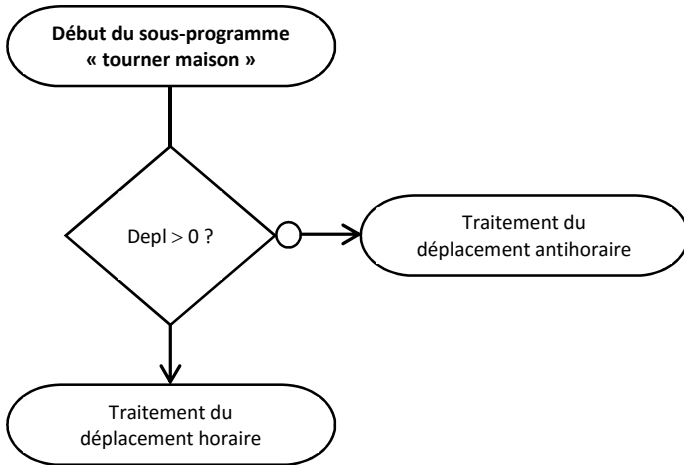 Début du sous-programme
« tourner maison »
Depl > 0 ?
Traitement du
déplacement antihoraire
Traitement du
déplacement horaire